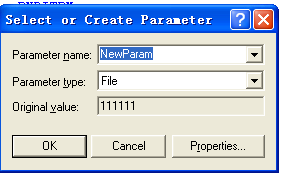 Select or Create Parameter
Parameter name: NewParam
Parameter type: File
Original value: 111111
OK Cancel Properties...